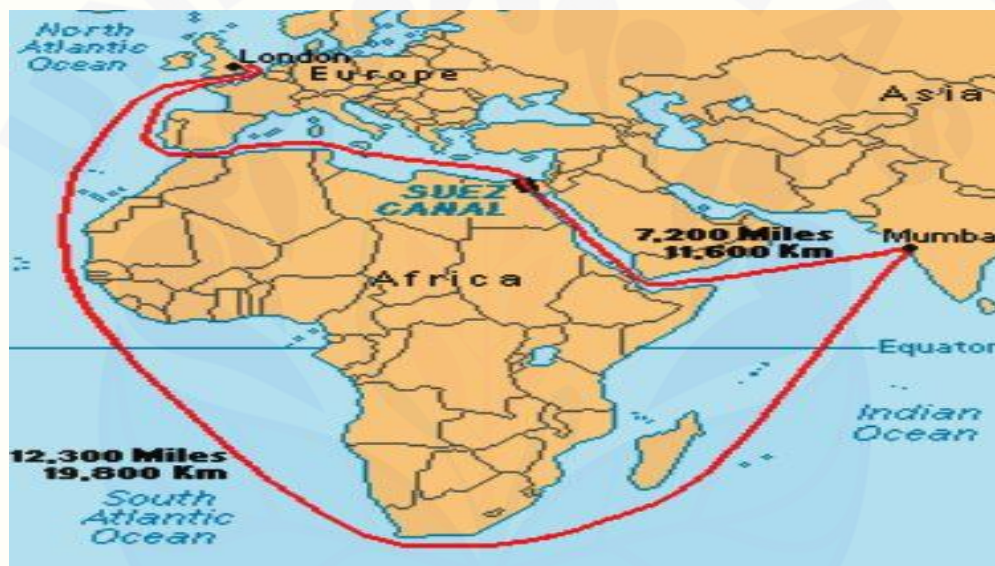 North
Atlantic
Ocean
London
Europe
Asia
SUEZ
CANAL
7,200 Miles
11,600 Km
Mumba
Africa
Equator
Indian
Ocean
12,300 Miles
19,800 Km
South
Atlantic
Ocean